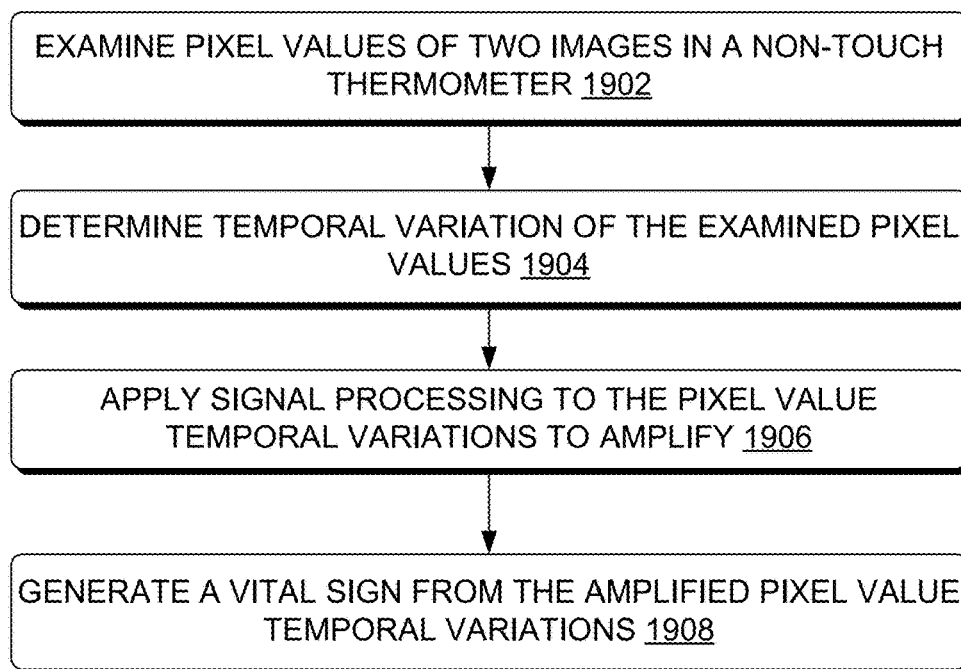 EXAMINE PIXEL VALUES OF TWO IMAGES IN A NON-TOUCH
THERMOMETER 1902
DETERMINE TEMPORAL VARIATION OF THE EXAMINED PIXEL
VALUES 1904
APPLY SIGNAL PROCESSING TO THE PIXEL VALUE
TEMPORAL VARIATIONS TO AMPLIFY 1906
GENERATE A VITAL SIGN FROM THE AMPLIFIED PIXEL VALUE
TEMPORAL VARIATIONS 1908